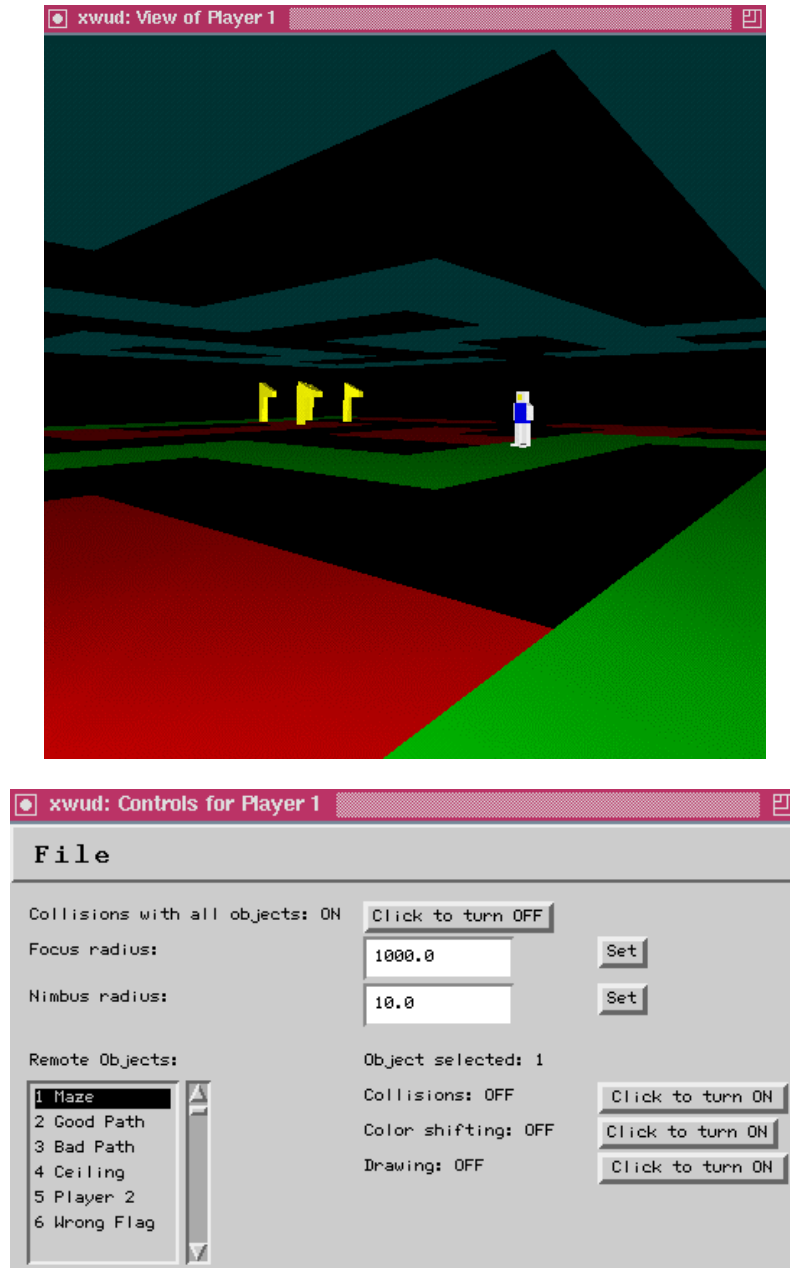 xwud: View of Player 1
xwud: Controls for Player 1
File
Collisions with all objects: ON Click to turn OFF
Focus radius: 1000.0 Set
Nimbus radius: 10.0 Set
Remote Objects: Object selected: 1
1 Maze Collisions: OFF Click to turn ON
2 Good Path Color shifting: OFF Click to turn ON
3 Bad Path Drawing: OFF Click to turn ON
4 Ceiling
5 Player 2
6 Wrong Flag